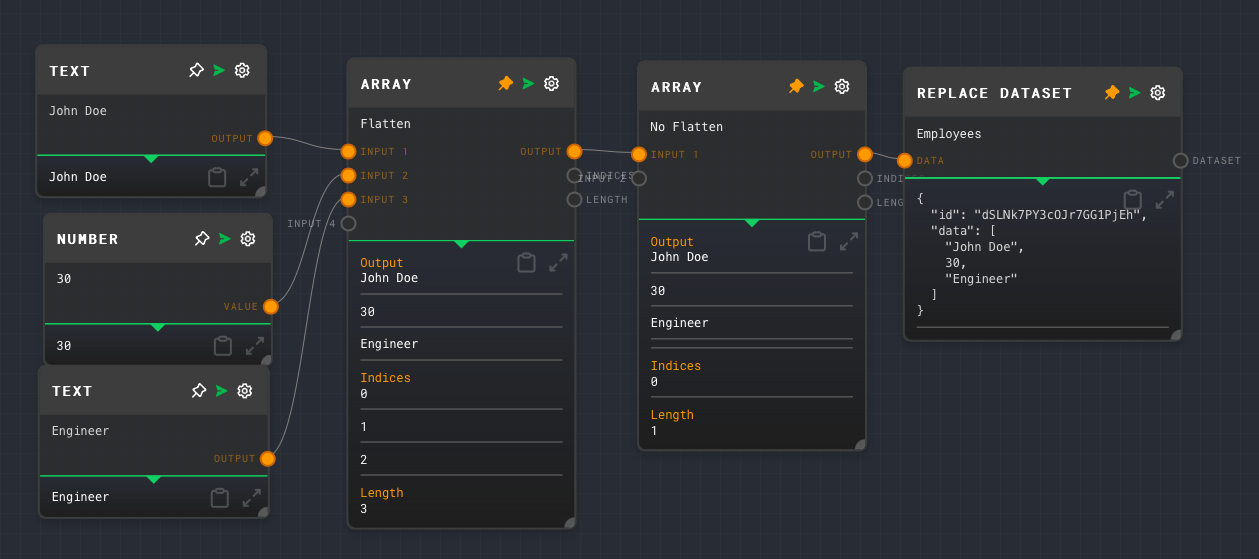 TEXT
John Doe
OUTPUT
John Doe
NUMBER
30
VALUE
30
TEXT
Engineer
OUTPUT
Engineer
ARRAY
Flatten
INPUT 1
OUTPUT
INPUT 2
INDICES
INPUT 3
LENGTH
INPUT 4
Output
John Doe
30
Engineer
Indices
0
1
2
Length
3
ARRAY
No Flatten
INPUT 1
OUTPUT
INPUT 2
INDI
LENG
Output
John Doe
30
Engineer
Indices
0
Length
1
REPLACE DATASET
Employees
DATA
DATASET
{
"id": "dSLNk7PY3cOJr7GG1PjEh",
"data": [
"John Doe",
30,
"Engineer"
]
}